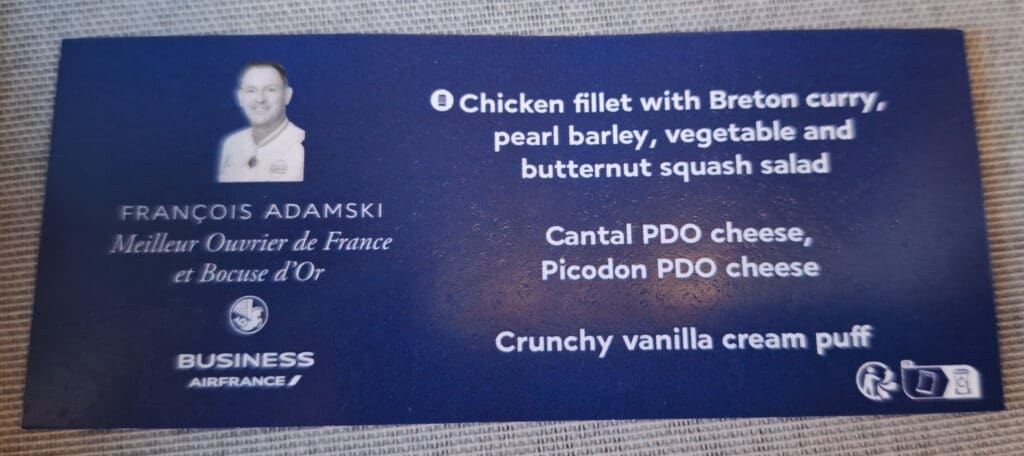 FRANÇOIS ADAMSKI
Meilleur Ouvrier de France
et Bocuse d'Or
BUSINESS
AIRFRANCE
Chicken fillet with Breton curry,
pearl barley, vegetable and
butternut squash salad
Cantal PDO cheese,
Picodon PDO cheese
Crunchy vanilla cream puff